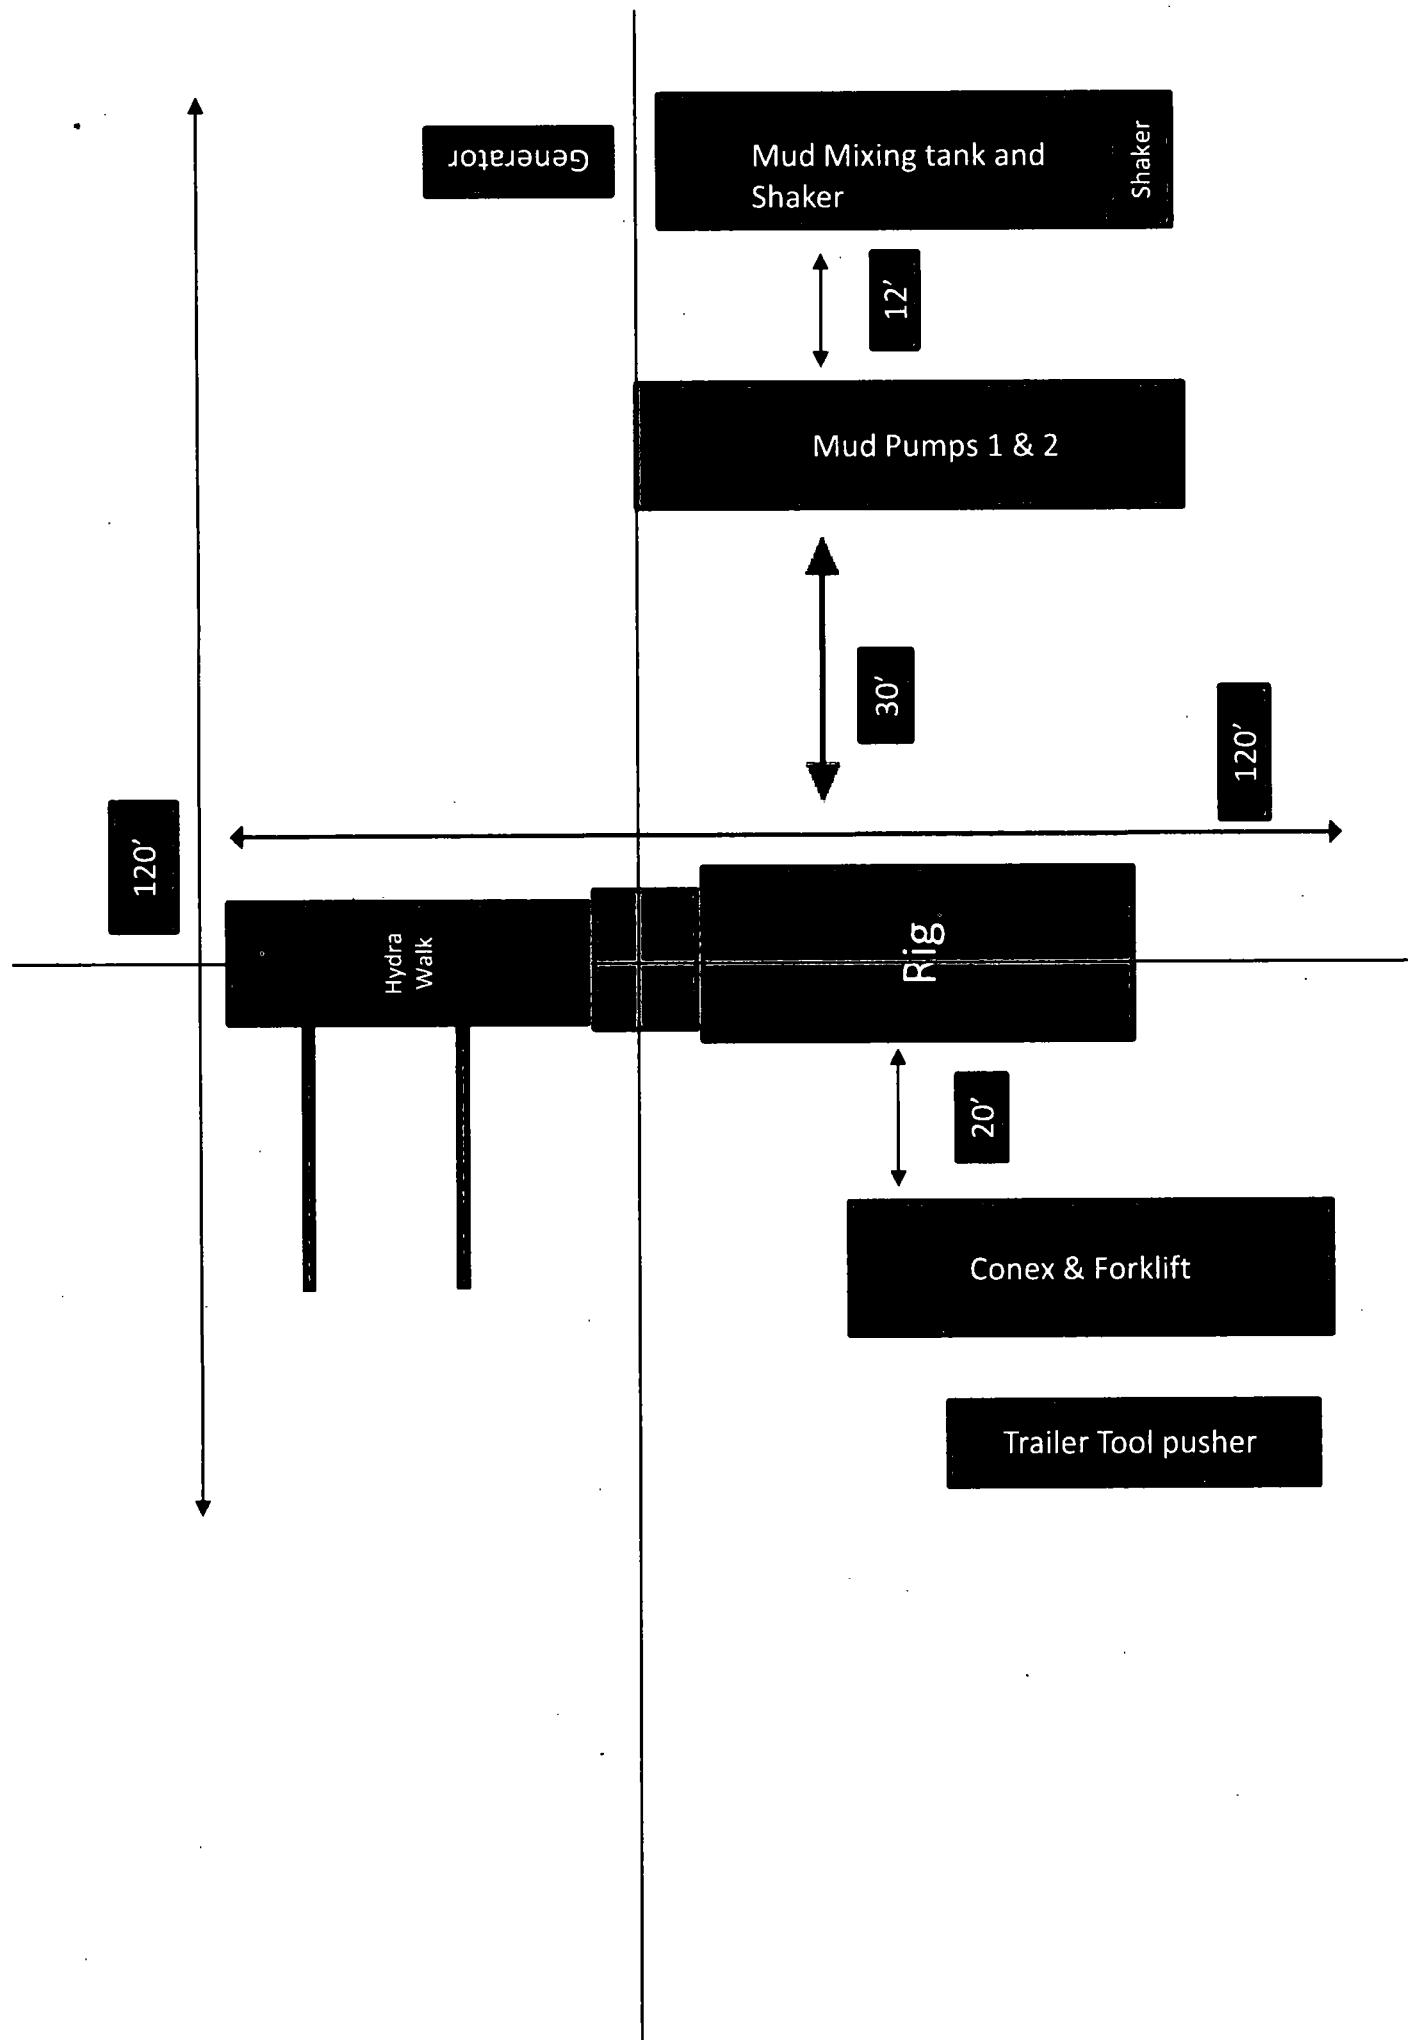 Generator
Mud Mixing tank and
Shaker
Shaker
12’
Mud Pumps 1 & 2
30’
120’
120’
Hydra
Walk
Rig
20’
Conex & Forklift
Trailer Tool pusher